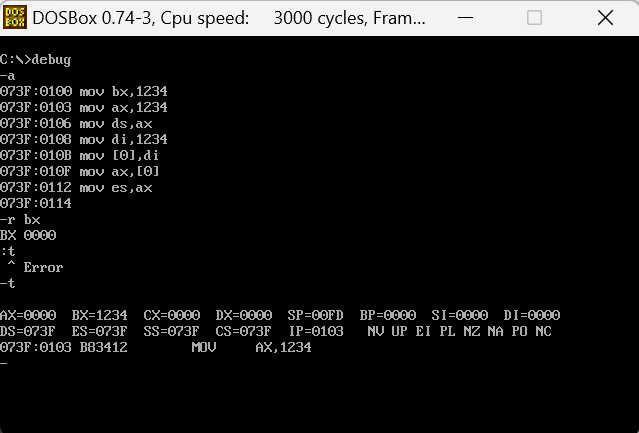 DOS
BOX
DOSBox 0.74-3, Cpu speed:    3000 cycles, Fram...
C:\>debug
-a
073F:0100 mov bx,1234
073F:0103 mov ax,1234
073F:0106 mov ds,ax
073F:0108 mov di,1234
073F:010B mov [0],di
073F:010F mov ax,[0]
073F:0112 mov es,ax
073F:0114
-r bx
BX 0000
:t
 ^ Error
-t
AX=0000  BX=1234  CX=0000  DX=0000  SP=00FD  BP=0000  SI=0000  DI=0000
DS=073F  ES=073F  SS=073F  CS=073F  IP=0103   NV UP EI PL NZ NA PO NC
073F:0103 B83412        MOV     AX,1234
-